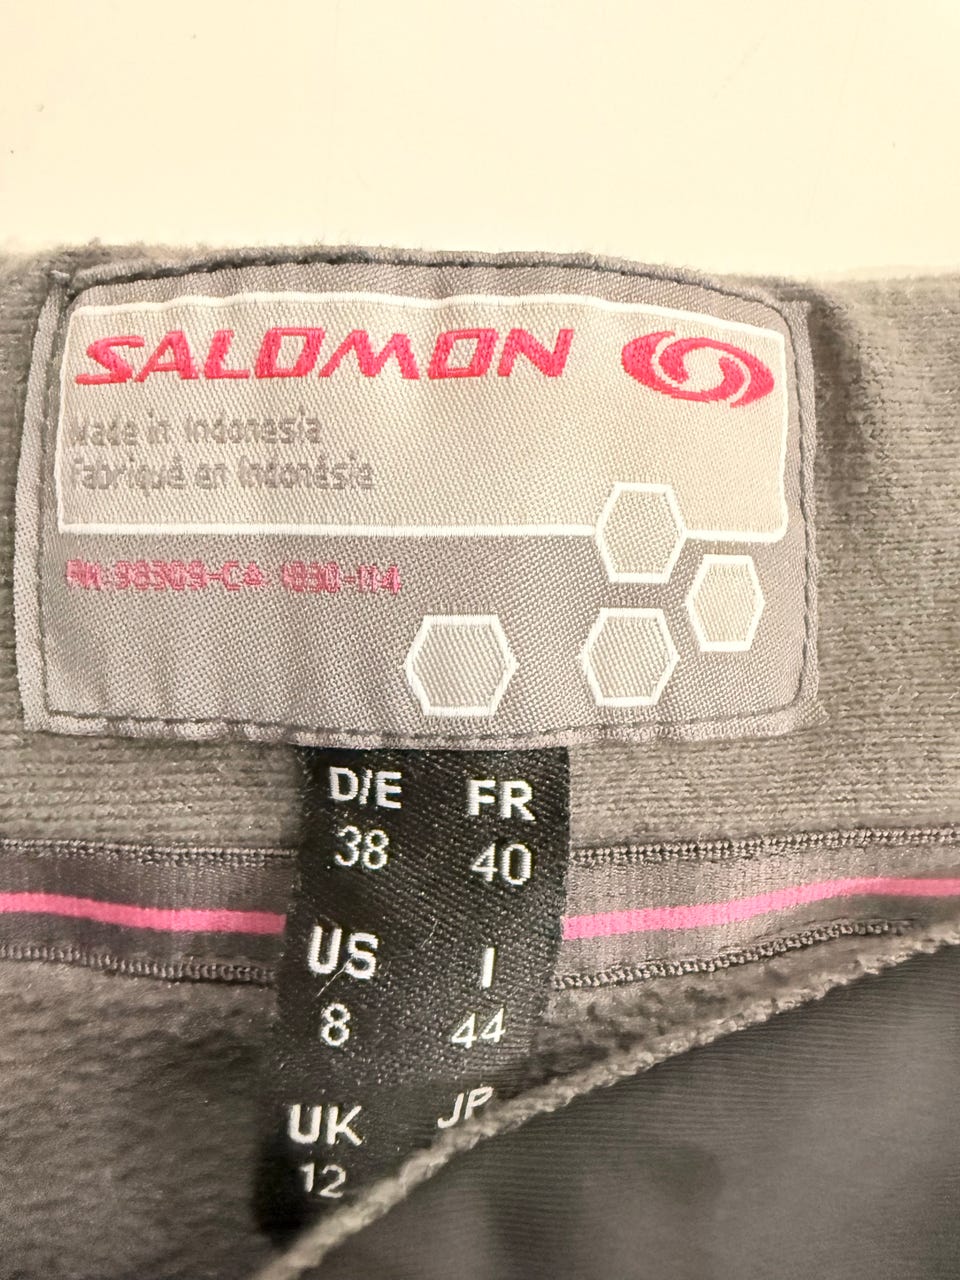 SALOMON
Made in Indonesia
Fabriqué en Indonésie
D/E FR
38 40
US I
8 44
UK JP
12